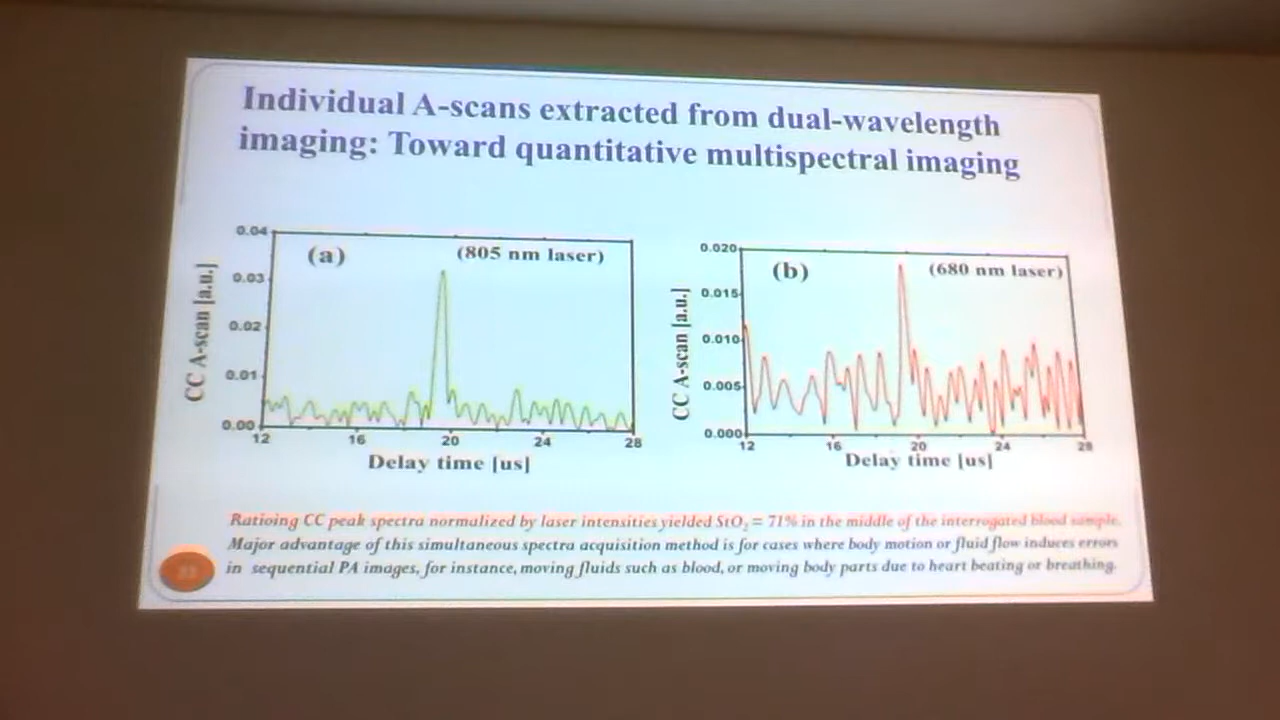 Individual A-scans extracted from dual-wavelength
imaging: Toward quantitative multispectral imaging
CC A-scan [a.u.]
0.04
0.03
0.02
0.01
0.00
(a)
(805 nm laser)
12 16 20 24 28
Delay time [us]
CC A-scan [a.u.]
0.020
0.015
0.010
0.005
0.000
(b)
(680 nm laser)
12 16 20 24 28
Delay time [us]
Ratioing CC peak spectra normalized by laser intensities yielded StO₂ = 71% in the middle of the interrogated blood sample.
Major advantage of this simultaneous spectra acquisition method is for cases where body motion or fluid flow induces errors
in sequential PA images, for instance, moving fluids such as blood, or moving body parts due to heart beating or breathing.